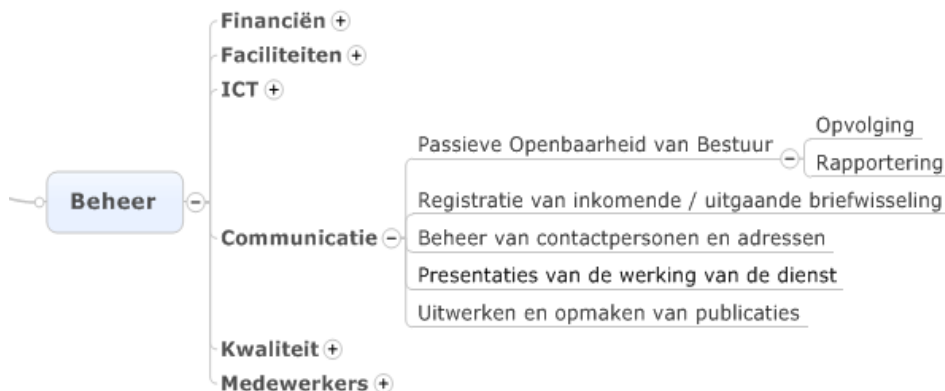 Financiën
Faciliteiten
ICT
Beheer
Communicatie
Passieve Openbaarheid van Bestuur
Opvolging
Rapportering
Registratie van inkomende / uitgaande briefwisseling
Beheer van contactpersonen en adressen
Presentaties van de werking van de dienst
Uitwerken en opmaken van publicaties
Kwaliteit
Medewerkers